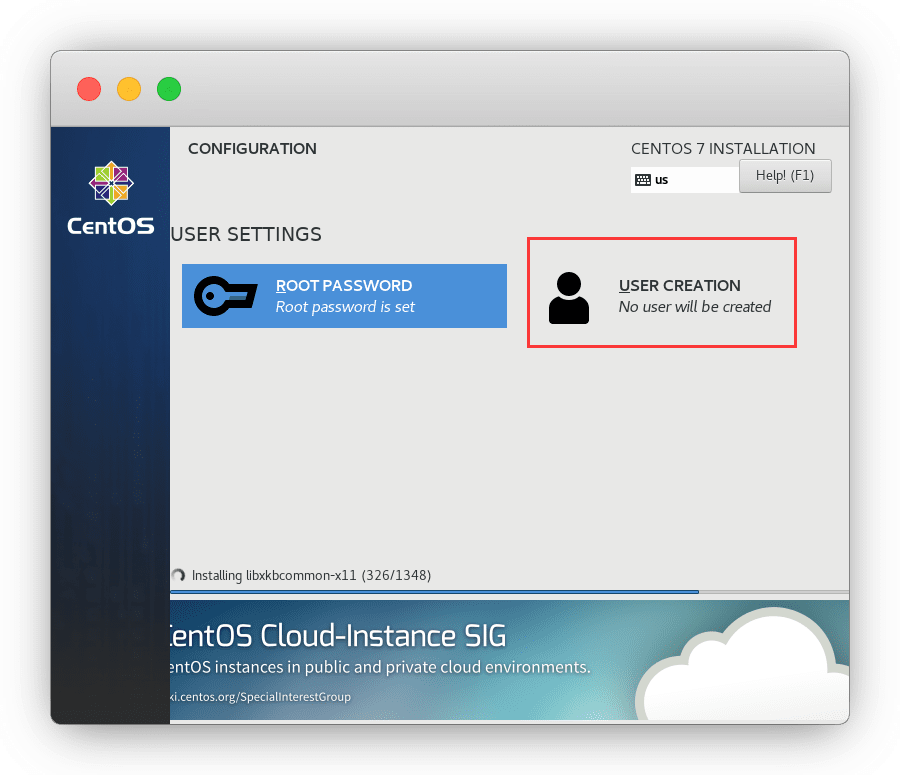 CONFIGURATION
CENTOS 7 INSTALLATION
us
Help! (F1)
CentOS
USER SETTINGS
ROOT PASSWORD
Root password is set
USER CREATION
No user will be created
Installing libxkbcommon-x11 (326/1348)
entOS Cloud-Instance SIG
entOS instances in public and private cloud environments.
ki.centos.org/SpecialInterestGroup